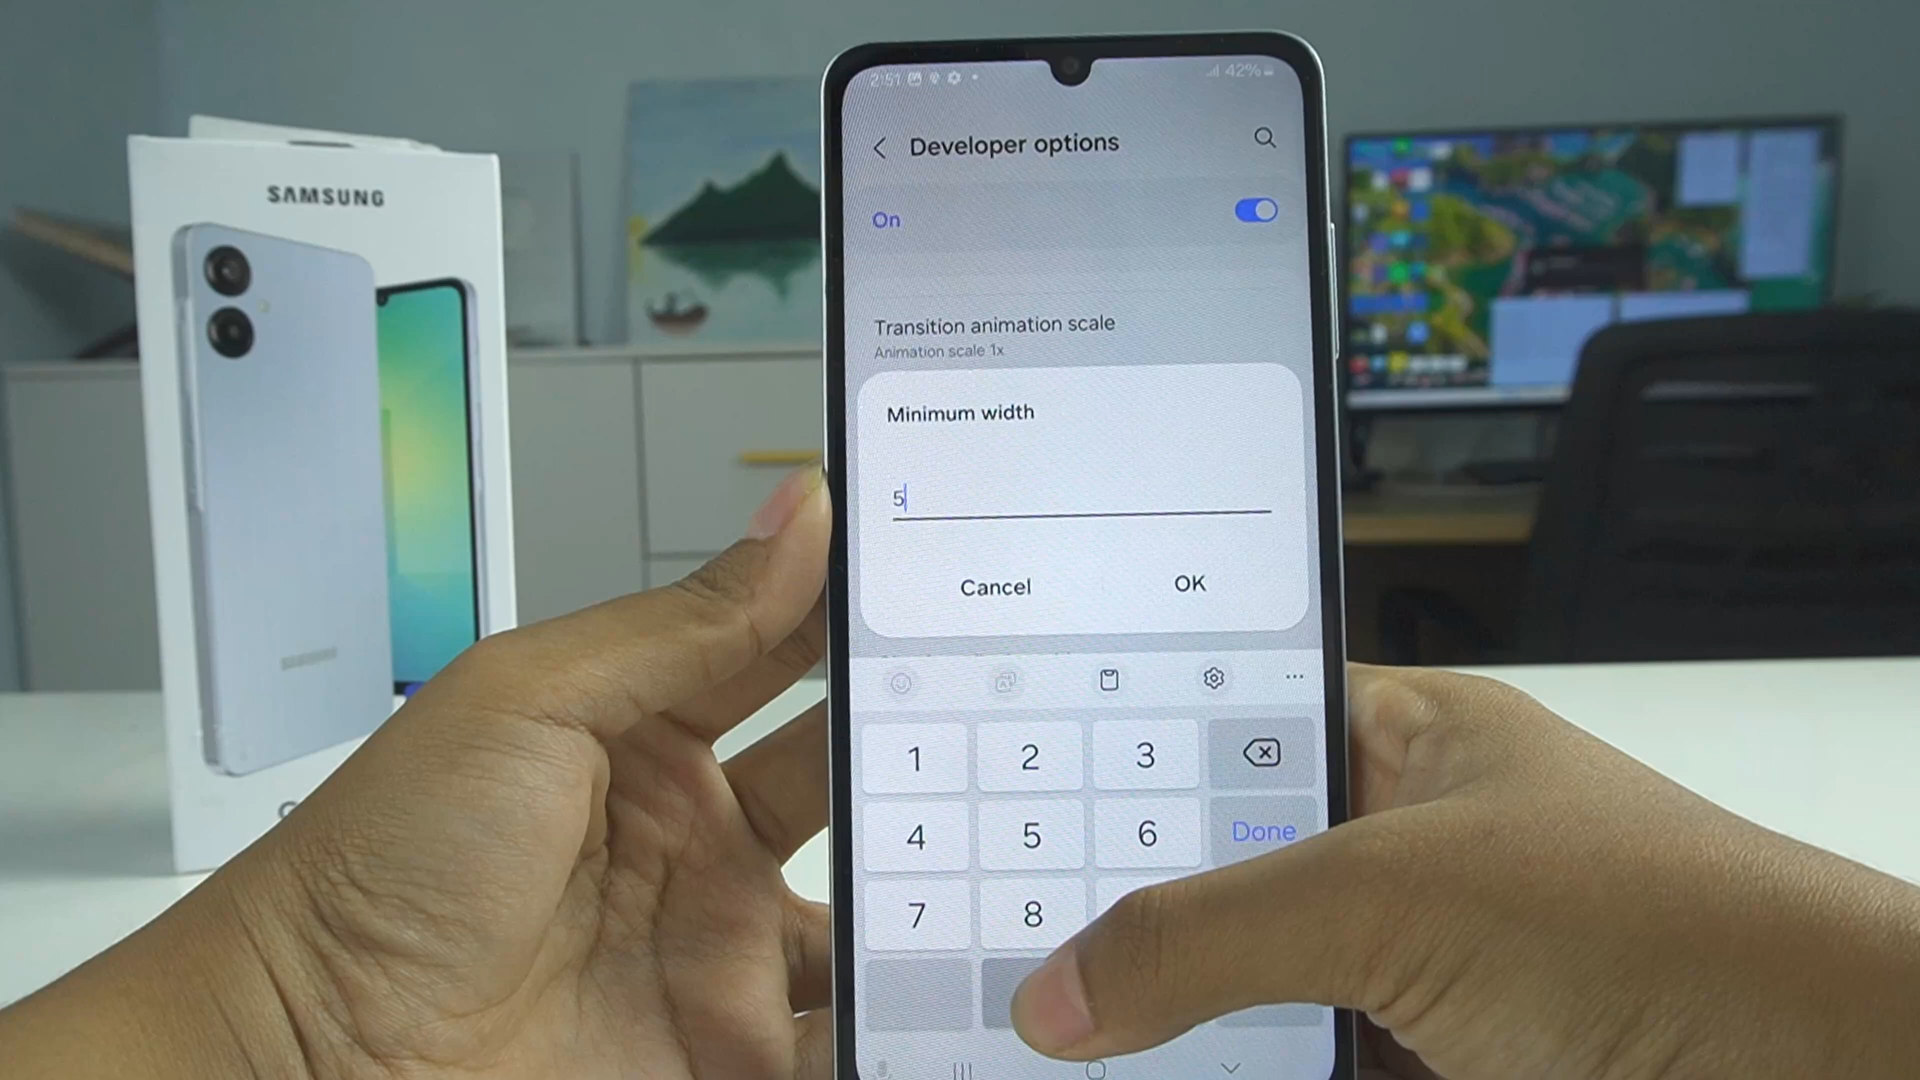 SAMSUNG
2:51
42%
Developer options
On
Transition animation scale
Animation scale 1x
Minimum width
5
Cancel
OK
1 2 3
4 5 6 Done
7 8
SAMSUNG